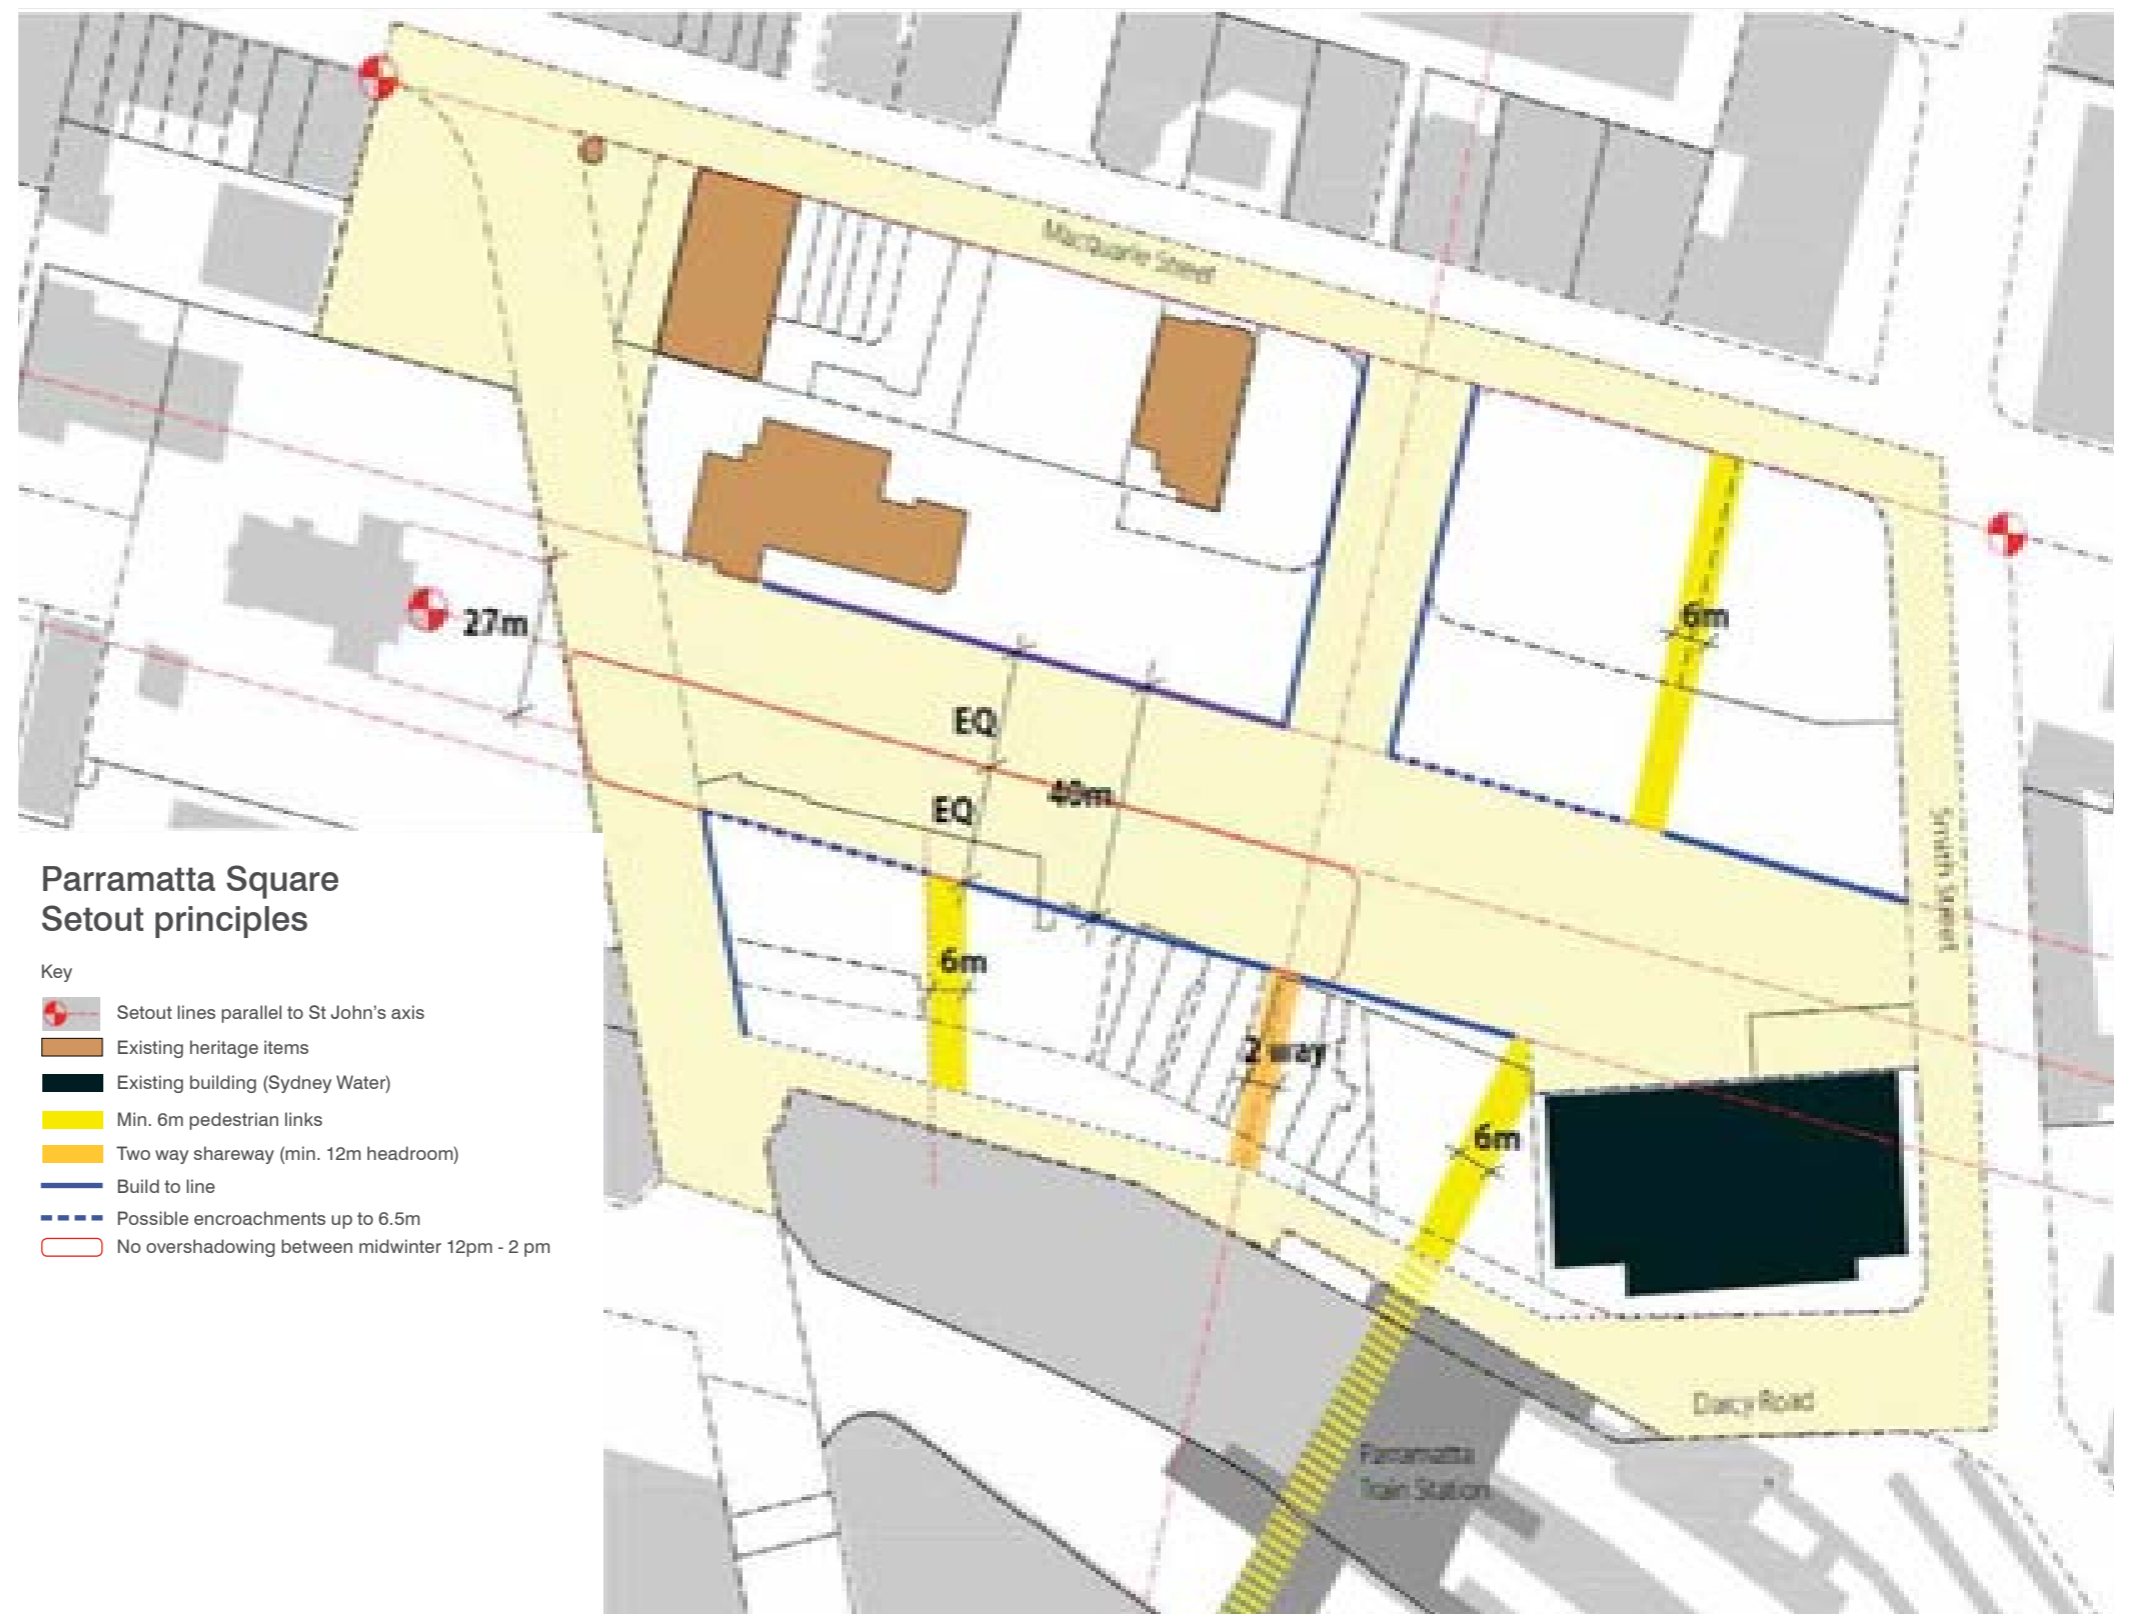 MacQuarie Street
27m
6m
EQ
40m
EQ
Smith Street
6m
2 way
6m
Darcy Road
Parramatta
Train Station
Parramatta Square
Setout principles
Key
Setout lines parallel to St John's axis
Existing heritage items
Existing building (Sydney Water)
Min. 6m pedestrian links
Two way shareway (min. 12m headroom)
Build to line
Possible encroachments up to 6.5m
No overshadowing between midwinter 12pm - 2 pm